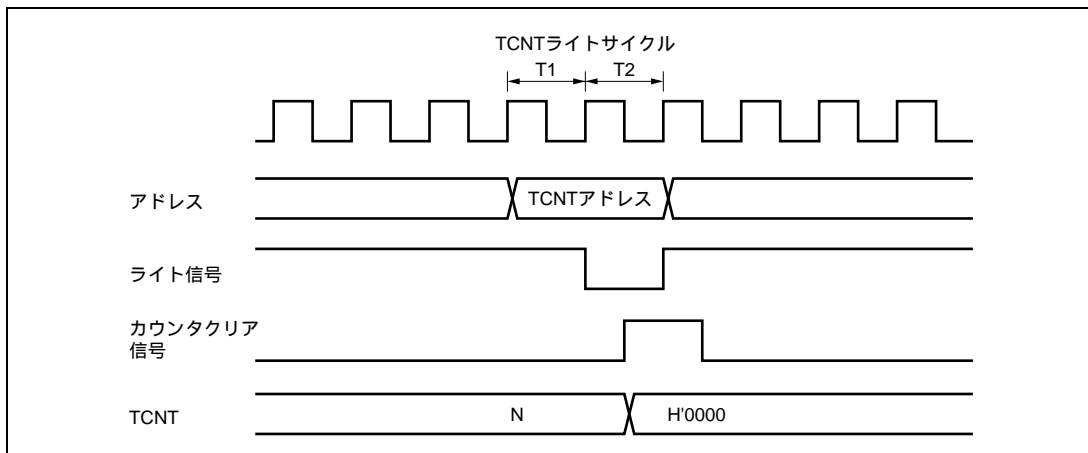 TCNTライトサイクル
T1 T2
アドレス TCNTアドレス
ライト信号
カウンタクリア
信号
TCNT N H'0000